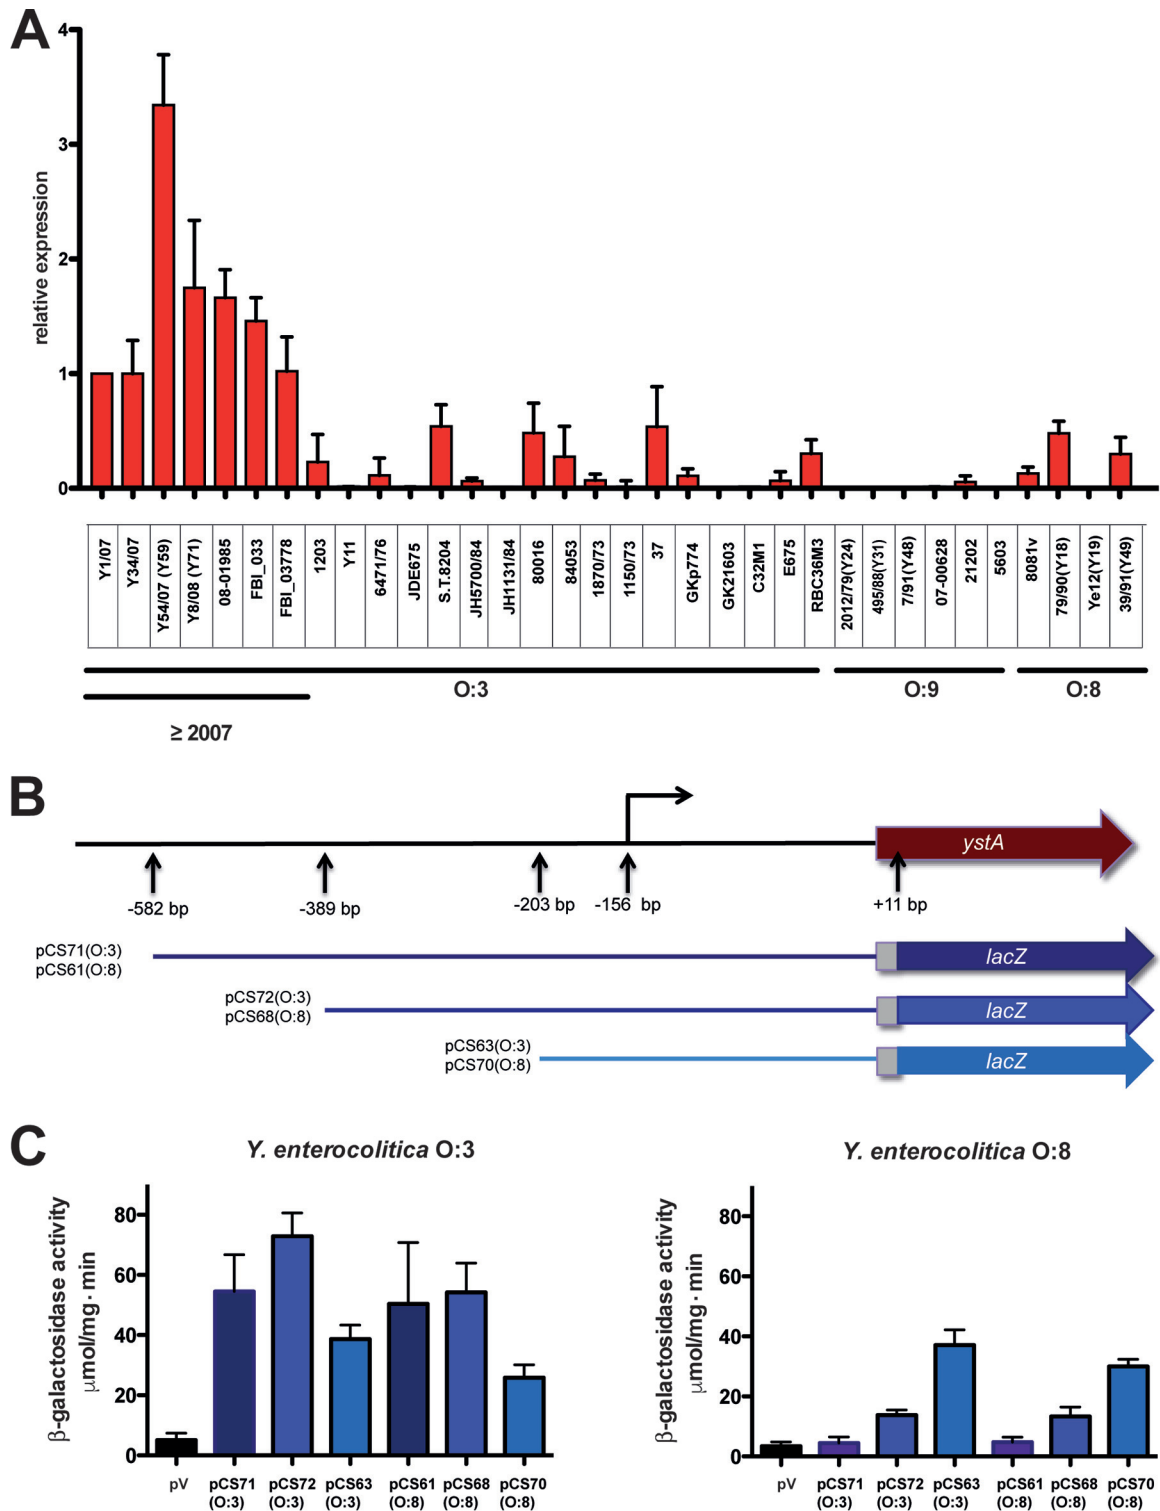 A
4
3
2
1
0
relative expression
Y1/07
Y34/07
Y54/07 (Y59)
Y8/08 (Y71)
08-01985
FBI_033
FBI_03778
1203
Y11
6471/76
JDE675
S.T.8204
JH5700/84
JH1131/84
80016
84053
1870/73
1150/73
37
GKp774
GK21603
C32M1
E675
RBC36M3
2012/79(Y24)
495/88(Y31)
7/91(Y48)
07-00628
21202
5603
8081v
79/90(Y18)
Ye12(Y19)
39/91(Y49)
O:3 O:9 O:8
≥ 2007
B
ystA
-582 bp -389 bp -203 bp -156 bp +11 bp
pCS71(O:3)
pCS61(O:8)
lacZ
pCS72(O:3)
pCS68(O:8)
lacZ
pCS63(O:3)
pCS70(O:8)
lacZ
C
Y. enterocolitica O:3
β-galactosidase activity
µmol/mg· min
80
60
40
20
0
pV pCS71 pCS72 pCS63 pCS61 pCS68 pCS70
(O:3) (O:3) (O:3) (O:8) (O:8) (O:8)
Y. enterocolitica O:8
β-galactosidase activity
µmol/mg· min
80
60
40
20
0
pV pCS71 pCS72 pCS63 pCS61 pCS68 pCS70
(O:3) (O:3) (O:3) (O:8) (O:8) (O:8)